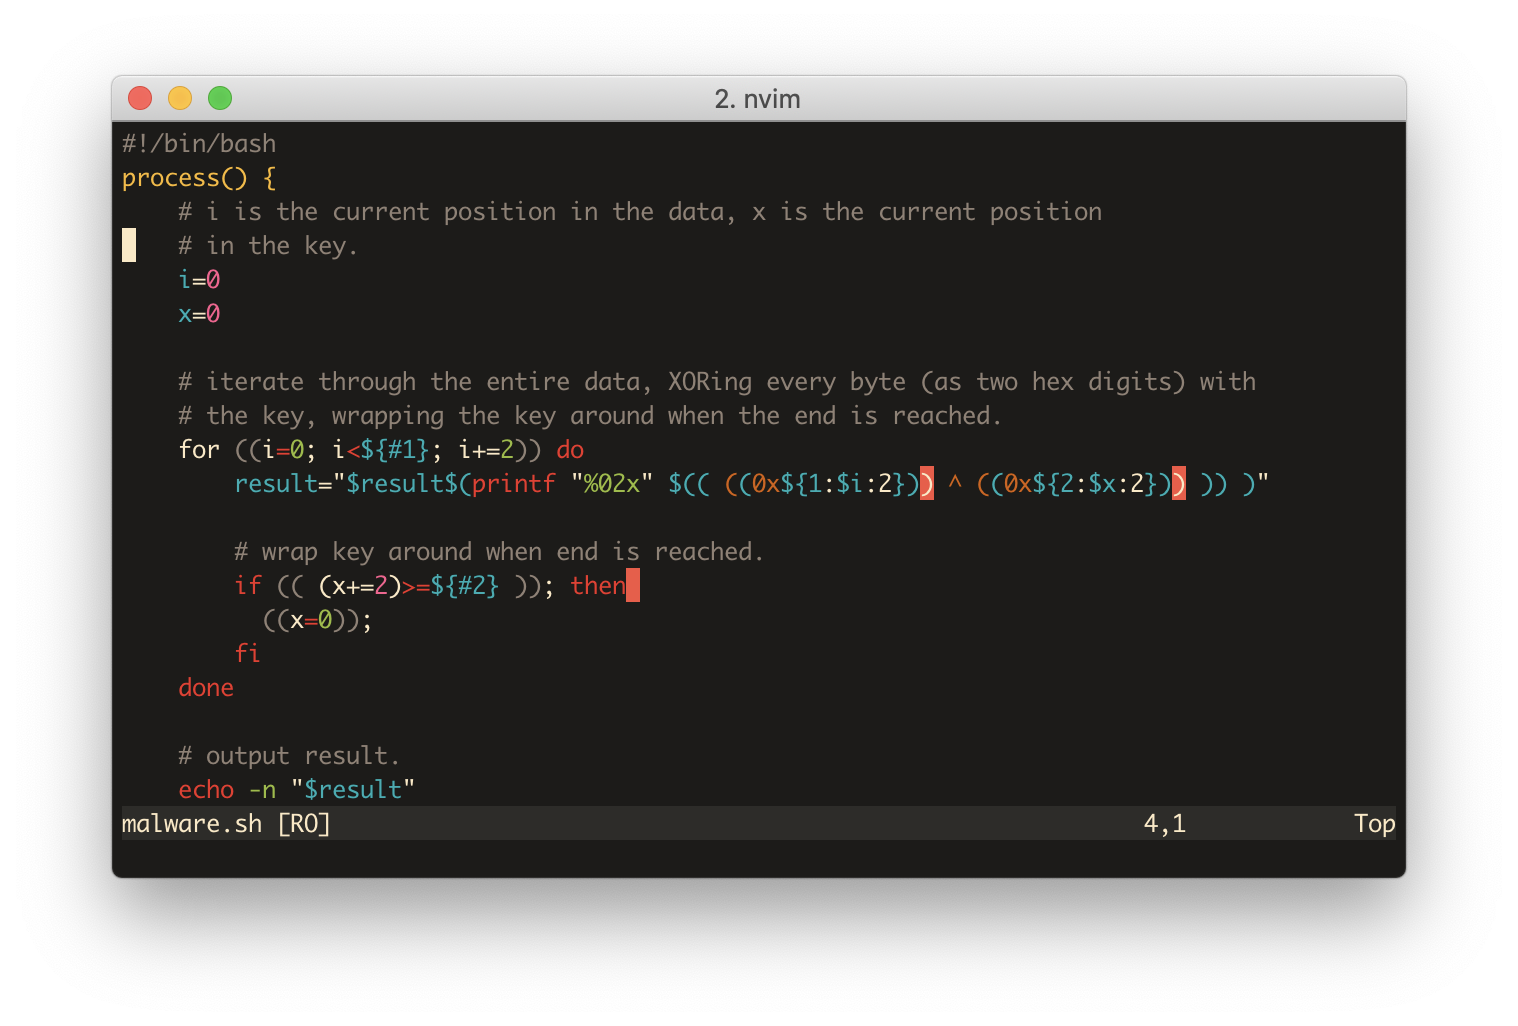 2. nvim
#!/bin/bash
process() {
    # i is the current position in the data, x is the current position
    # in the key.
    i=0
    x=0

    # iterate through the entire data, XORing every byte (as two hex digits) with
    # the key, wrapping the key around when the end is reached.
    for ((i=0; i<${#1}; i+=2)) do
        result="$result$(printf "%02x" $(( ((0x${1:$i:2})) ^ ((0x${2:$x:2})) )) )"

        # wrap key around when end is reached.
        if (( (x+=2)>=${#2} )); then
          ((x=0));
        fi
    done

    # output result.
    echo -n "$result"
malware.sh [RO] 4,1 Top